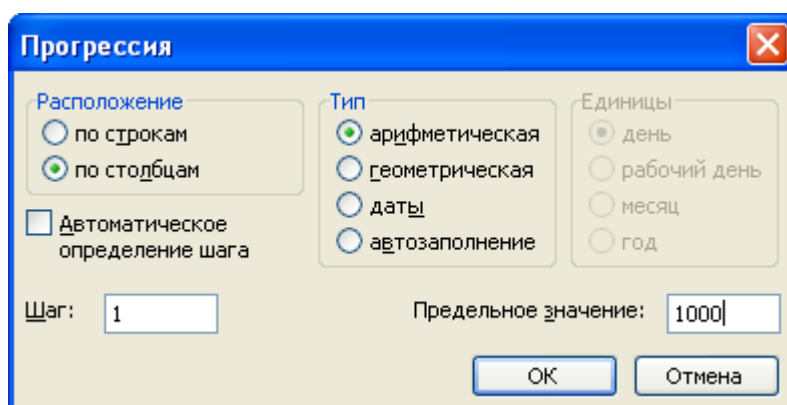 Прогрессия
Расположение
по строкам
по столбцам
Автоматическое
определение шага
Тип
арифметическая
геометрическая
даты
автозаполнение
Единицы
день
рабочий день
месяц
год
Шаг: 1
Предельное значение: 1000
ОК
Отмена